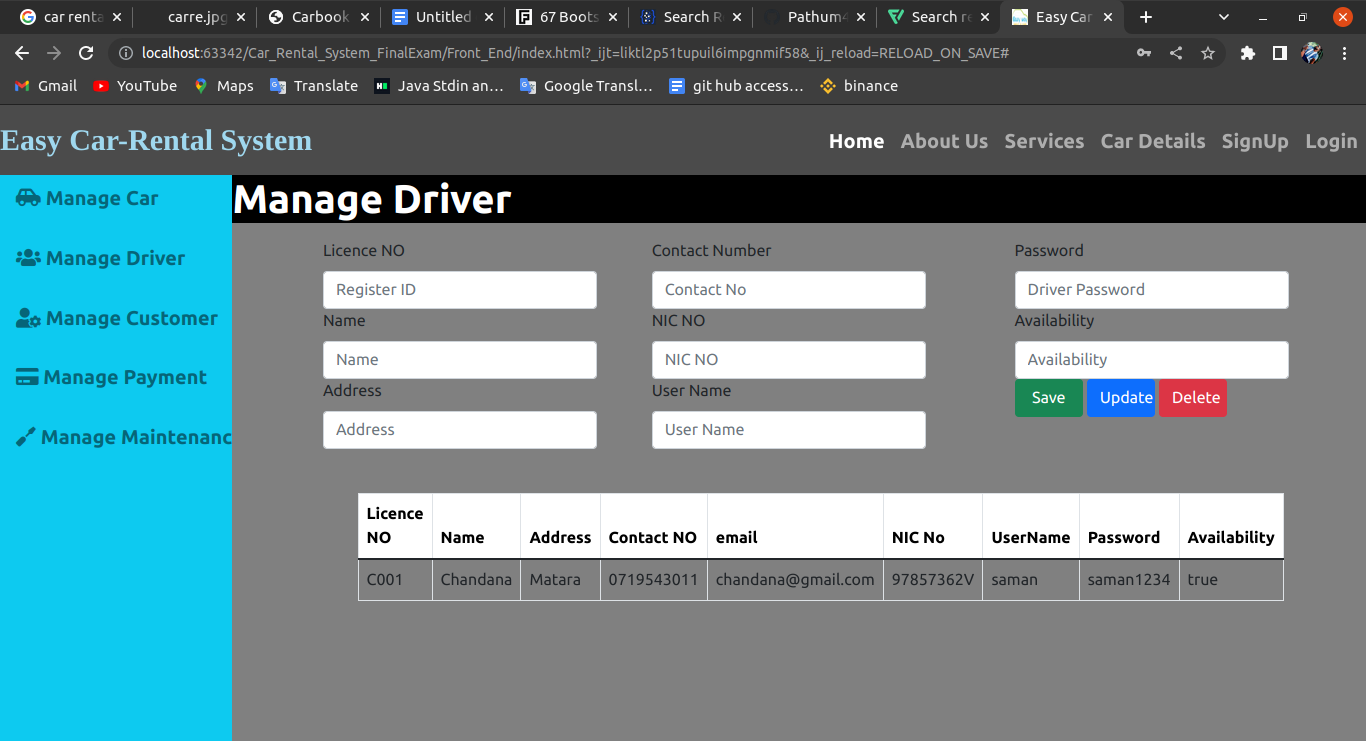 car renta
carre.jpg
Carbook
Untitled
67 Boots
Search R
Pathum4
Search re
Easy Car
localhost:63342/Car_Rental_System_FinalExam/Front_End/index.html?_ijt=liktl2p51tupuil6impgnmif58&_ij_reload=RELOAD_ON_SAVE#
Gmail
YouTube
Maps
Translate
Java Stdin an…
Google Transl…
git hub access…
binance
Easy Car-Rental System
Home About Us Services Car Details SignUp Login
Manage Car
Manage Driver
Manage Customer
Manage Payment
Manage Maintenanc
Manage Driver
Licence NO
Register ID
Name
Name
Address
Address
Contact Number
Contact No
NIC NO
NIC NO
User Name
User Name
Password
Driver Password
Availability
Availability
Save Update Delete
Licence NO Name Address Contact NO email NIC No UserName Password Availability
C001 Chandana Matara 0719543011 chandana@gmail.com 97857362V saman saman1234 true